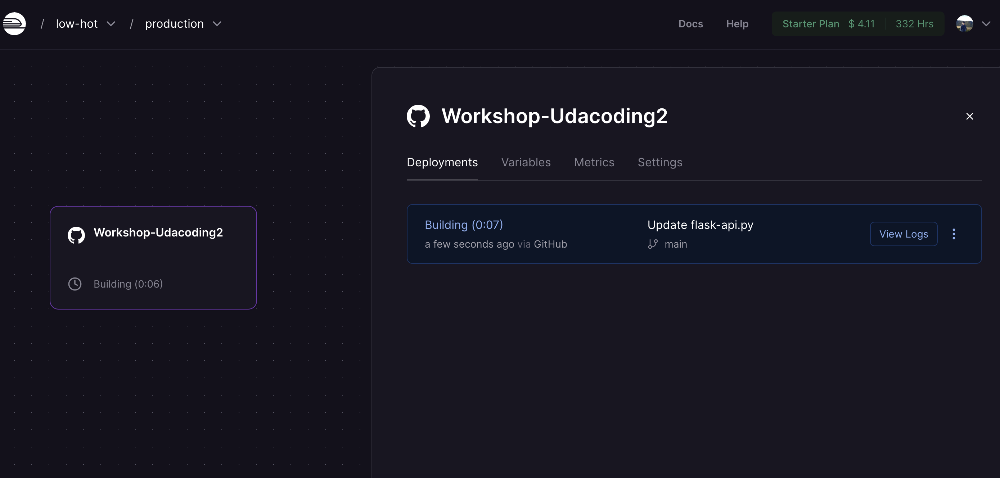 / low-hot / production
Docs Help Starter Plan $ 4.11 332 Hrs
Workshop-Udacoding2
Building (0:06)
Workshop-Udacoding2
Deployments Variables Metrics Settings
Building (0:07)
a few seconds ago via GitHub
Update flask-api.py
main
View Logs